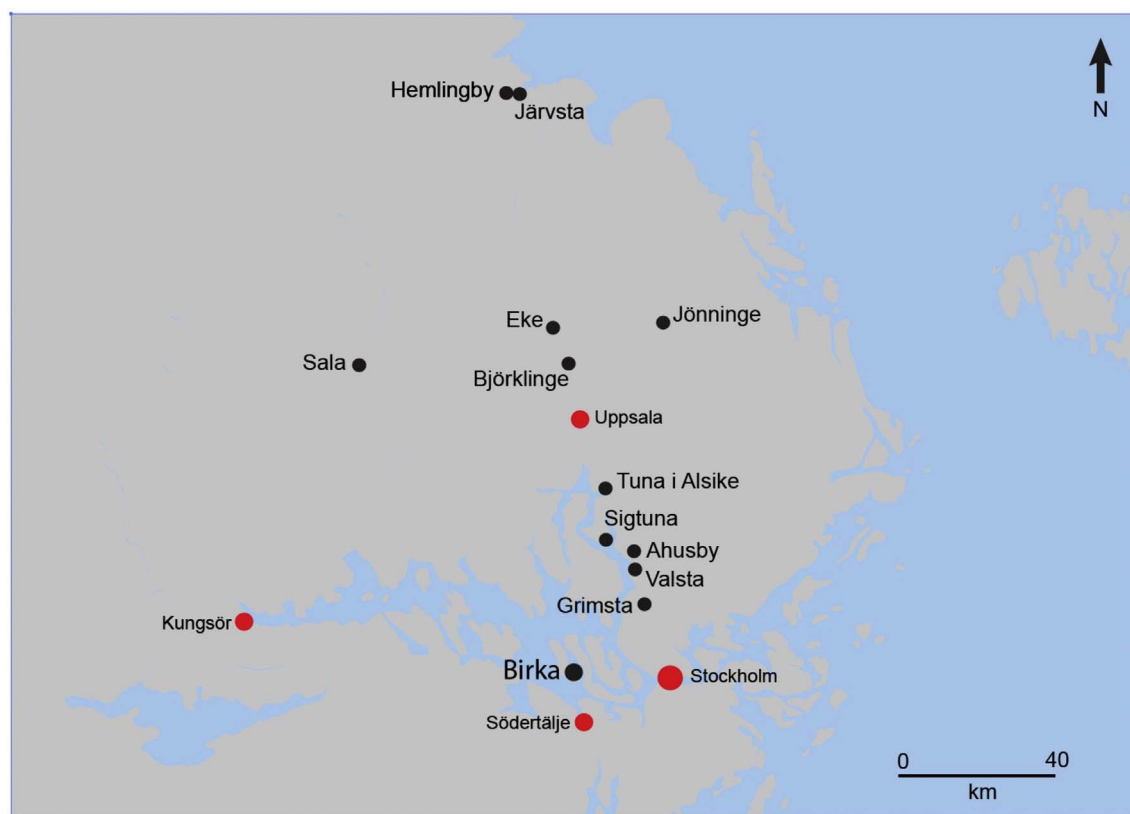 Hemlingby
Järvsta
N
Eke
Jönninge
Sala
Björklinge
Uppsala
Tuna i Alsike
Sigtuna
Ahusby
Valsta
Grimsta
Kungsör
Birka
Stockholm
Södertälje
0 40
km